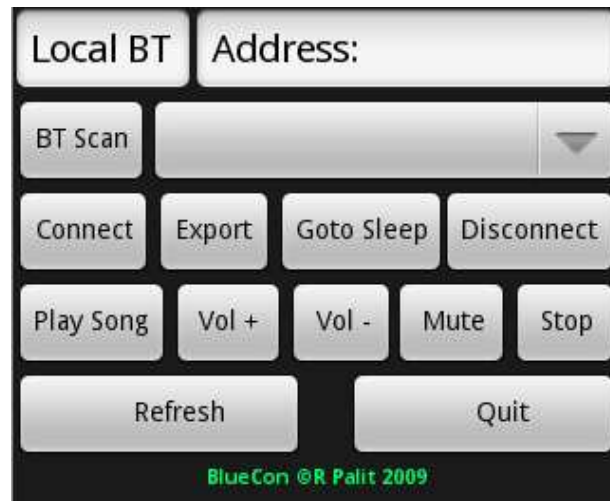 Local BT Address:
BT Scan
Connect Export Goto Sleep Disconnect
Play Song Vol + Vol - Mute Stop
Refresh Quit
BlueCon ©R Palit 2009